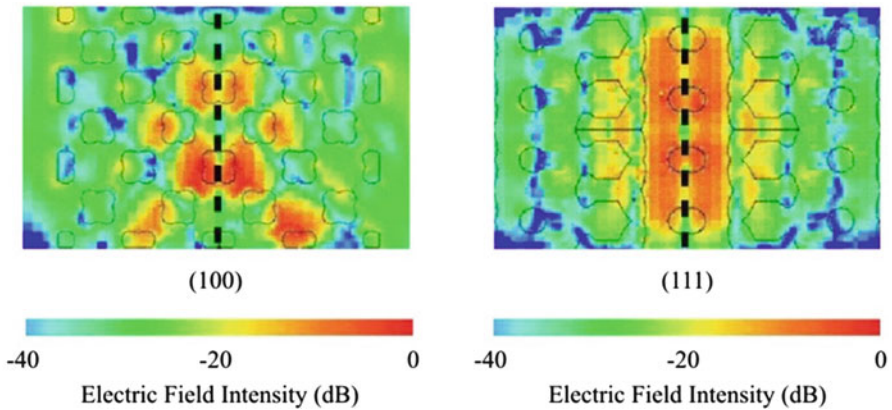 (100)
(111)
-40 -20 0
-40 -20 0
Electric Field Intensity (dB)
Electric Field Intensity (dB)